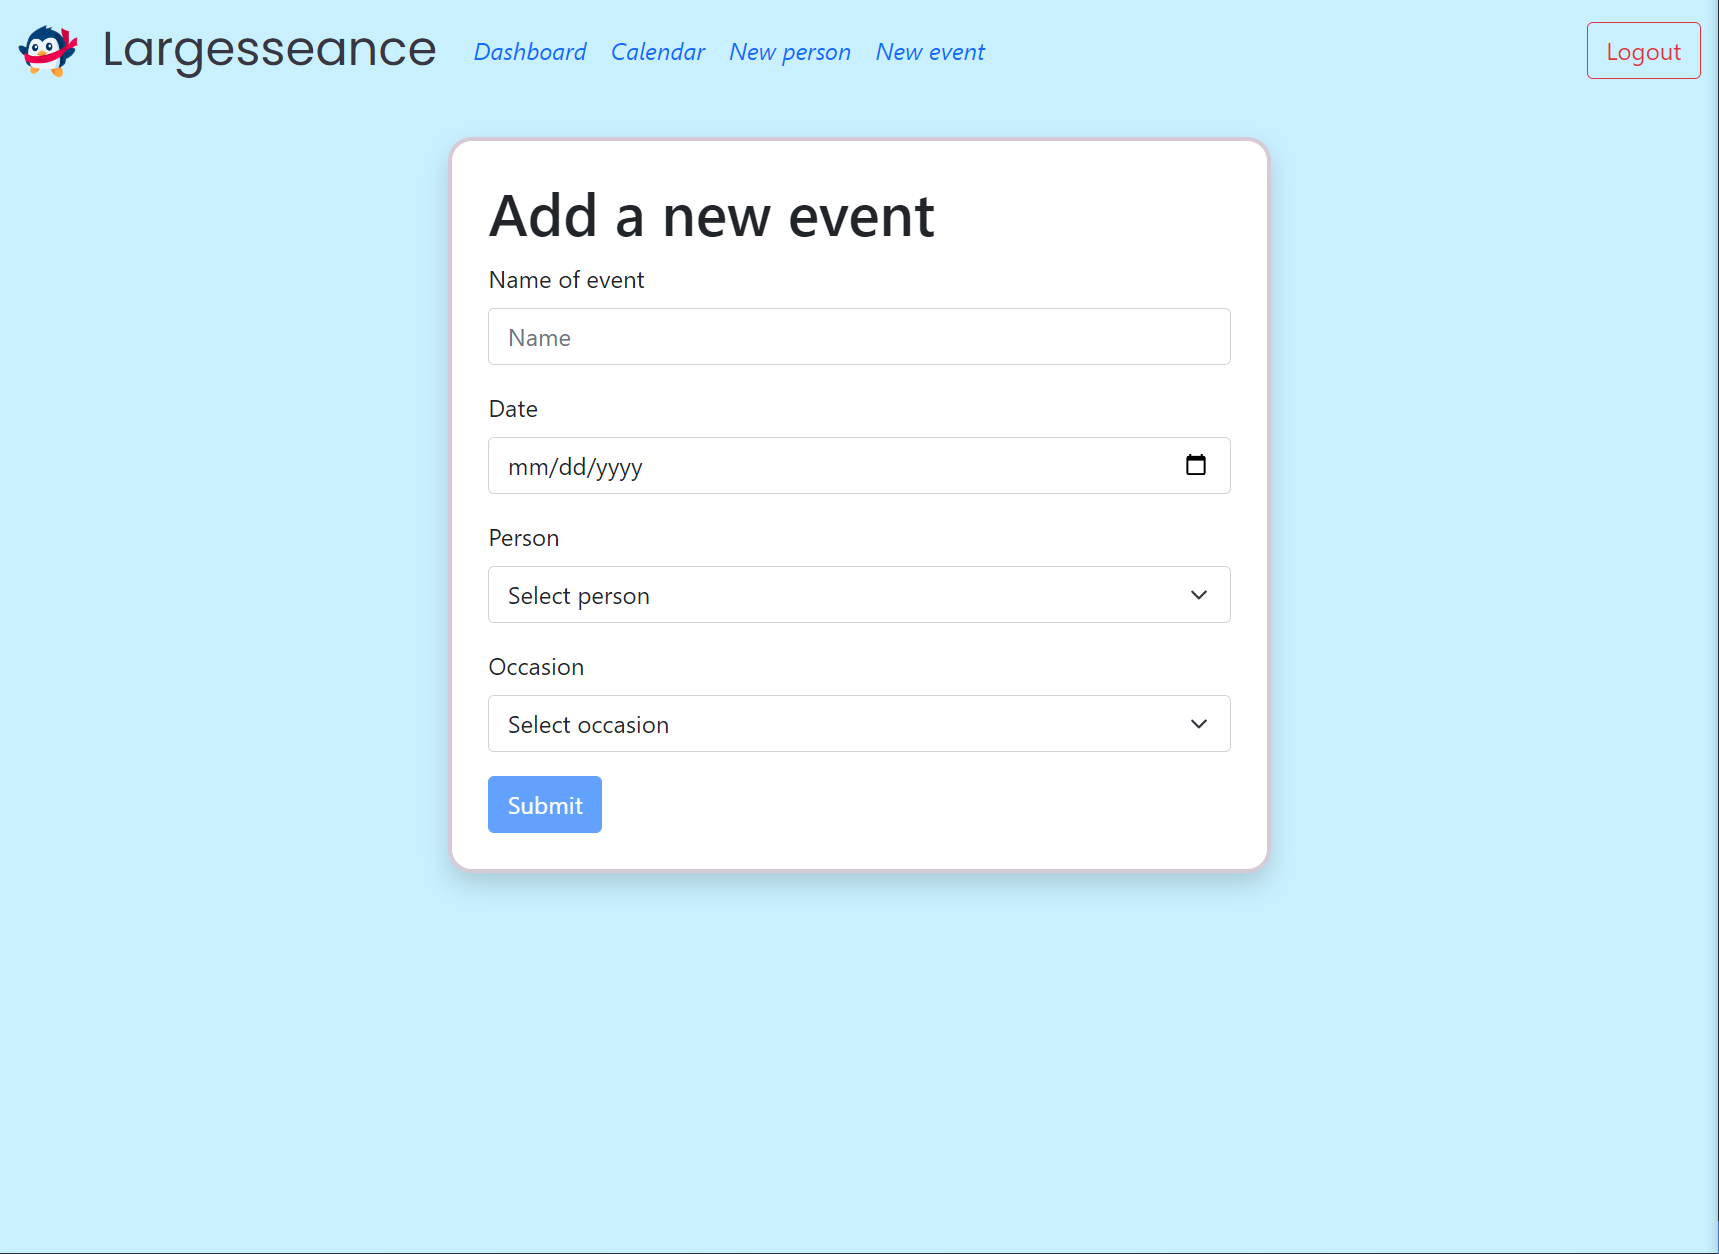 Largesseance Dashboard Calendar New person New event Logout
Add a new event
Name of event
Name
Date
mm/dd/yyyy
Person
Select person
Occasion
Select occasion
Submit